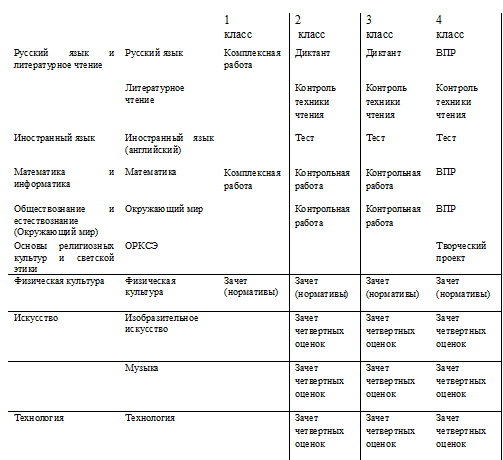 1 2 3 4
класс класс класс класс
Русский язык и Русский язык Комплексная Диктант Диктант ВПР
литературное чтение работа
Литературное Контроль Контроль Контроль
чтение техники техники техники
чтения чтения чтения
Иностранный язык Иностранный язык Тест Тест Тест
(английский)
Математика и Математика Комплексная Контрольная Контрольная ВПР
информатика работа работа работа
Обществознание и Окружающий мир Контрольная Контрольная ВПР
естествознание работа работа
(Окружающий мир)
Основы религиозных ОРКСЭ Творческий
культур и светской проект
этики
Физическая культура Физическая Зачет Зачет Зачет Зачет
культура (нормативы) (нормативы) (нормативы) (нормативы)
Искусство Изобразительное Зачет Зачет Зачет
искусство четвертных четвертных четвертных
оценок оценок оценок
Музыка Зачет Зачет Зачет
четвертных четвертных четвертных
оценок оценок оценок
Технология Технология Зачет Зачет Зачет
четвертных четвертных четвертных
оценок оценок оценок